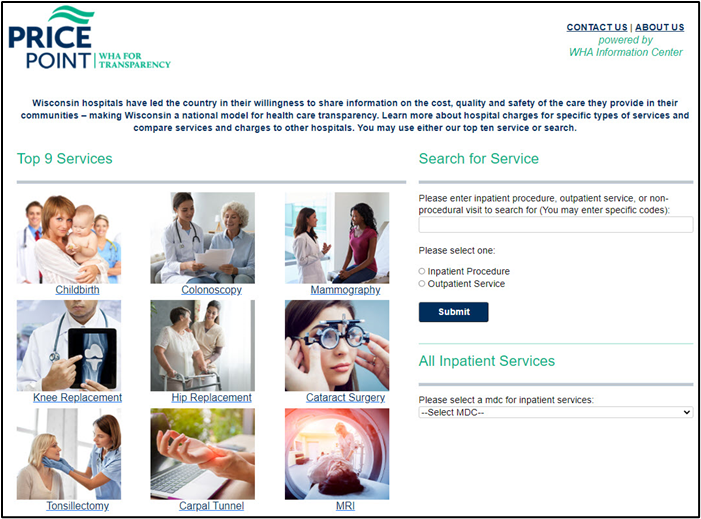 PRICE
POINT
WHA FOR
TRANSPARENCY
CONTACT US | ABOUT US
powered by
WHA Information Center
Wisconsin hospitals have led the country in their willingness to share information on the cost, quality and safety of the care they provide in their
communities – making Wisconsin a national model for health care transparency. Learn more about hospital charges for specific types of services and
compare services and charges to other hospitals. You may use either our top ten service or search.
Top 9 Services
Childbirth
Colonoscopy
Mammography
Knee Replacement
Hip Replacement
Cataract Surgery
Tonsillectomy
Carpal Tunnel
MRI
Search for Service
Please enter inpatient procedure, outpatient service, or non-
procedural visit to search for (You may enter specific codes):
Please select one:
Inpatient Procedure
Outpatient Service
Submit
All Inpatient Services
Please select a mdc for inpatient services:
--Select MDC--